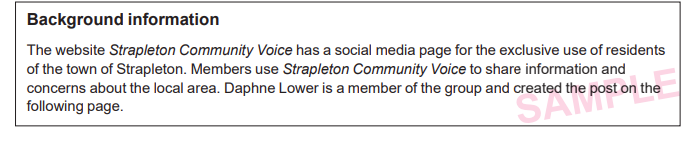 Background information
The website Strapleton Community Voice has a social media page for the exclusive use of residents
of the town of Strapleton. Members use Strapleton Community Voice to share information and
concerns about the local area. Daphne Lower is a member of the group and created the post on the
following page.
SAMPLE